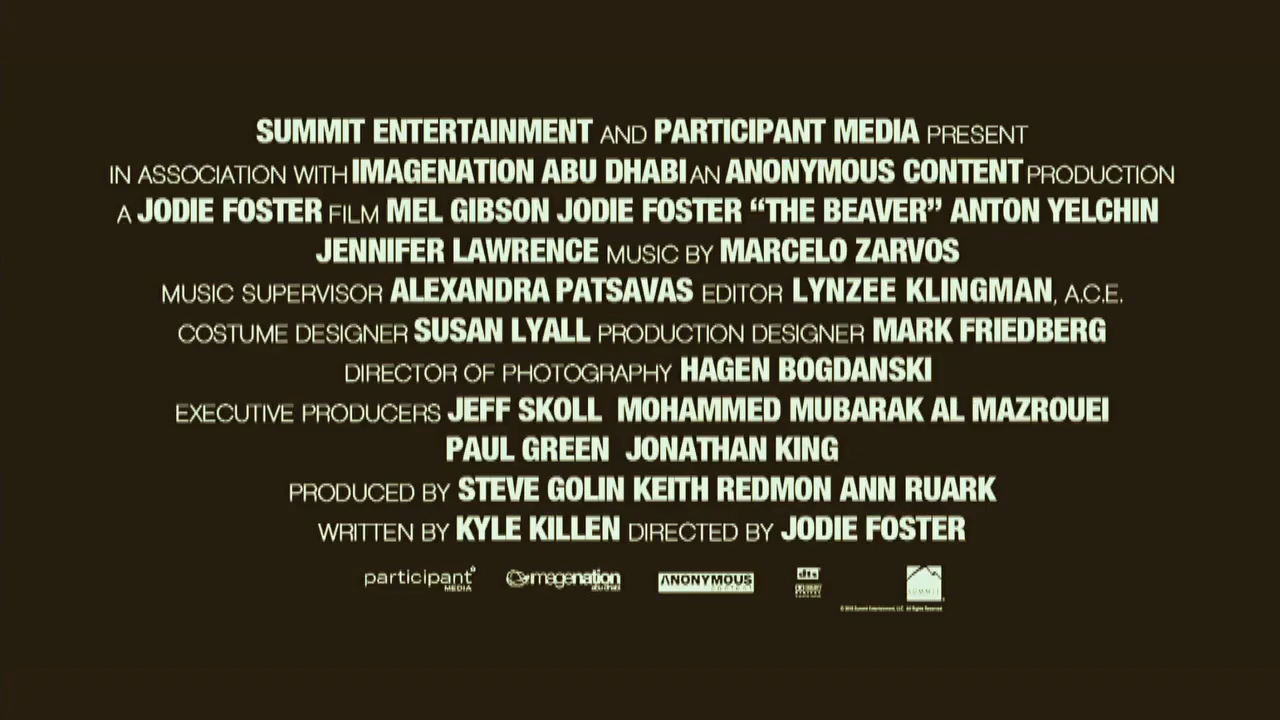 SUMMIT ENTERTAINMENT AND PARTICIPANT MEDIA PRESENT
IN ASSOCIATION WITH IMAGENATION ABU DHABI AN ANONYMOUS CONTENT PRODUCTION
A JODIE FOSTER FILM MEL GIBSON JODIE FOSTER “THE BEAVER” ANTON YELCHIN
JENNIFER LAWRENCE MUSIC BY MARCELO ZARVOS
MUSIC SUPERVISOR ALEXANDRA PATSAVAS EDITOR LYNZEE KLINGMAN, A.C.E.
COSTUME DESIGNER SUSAN LYALL PRODUCTION DESIGNER MARK FRIEDBERG
DIRECTOR OF PHOTOGRAPHY HAGEN BOGDANSKI
EXECUTIVE PRODUCERS JEFF SKOLL MOHAMMED MUBARAK AL MAZROUEI
PAUL GREEN JONATHAN KING
PRODUCED BY STEVE GOLIN KEITH REDMON ANN RUARK
WRITTEN BY KYLE KILLEN DIRECTED BY JODIE FOSTER
participant MEDIA imagenation abu dhabi ANONYMOUS content dts SUMMIT